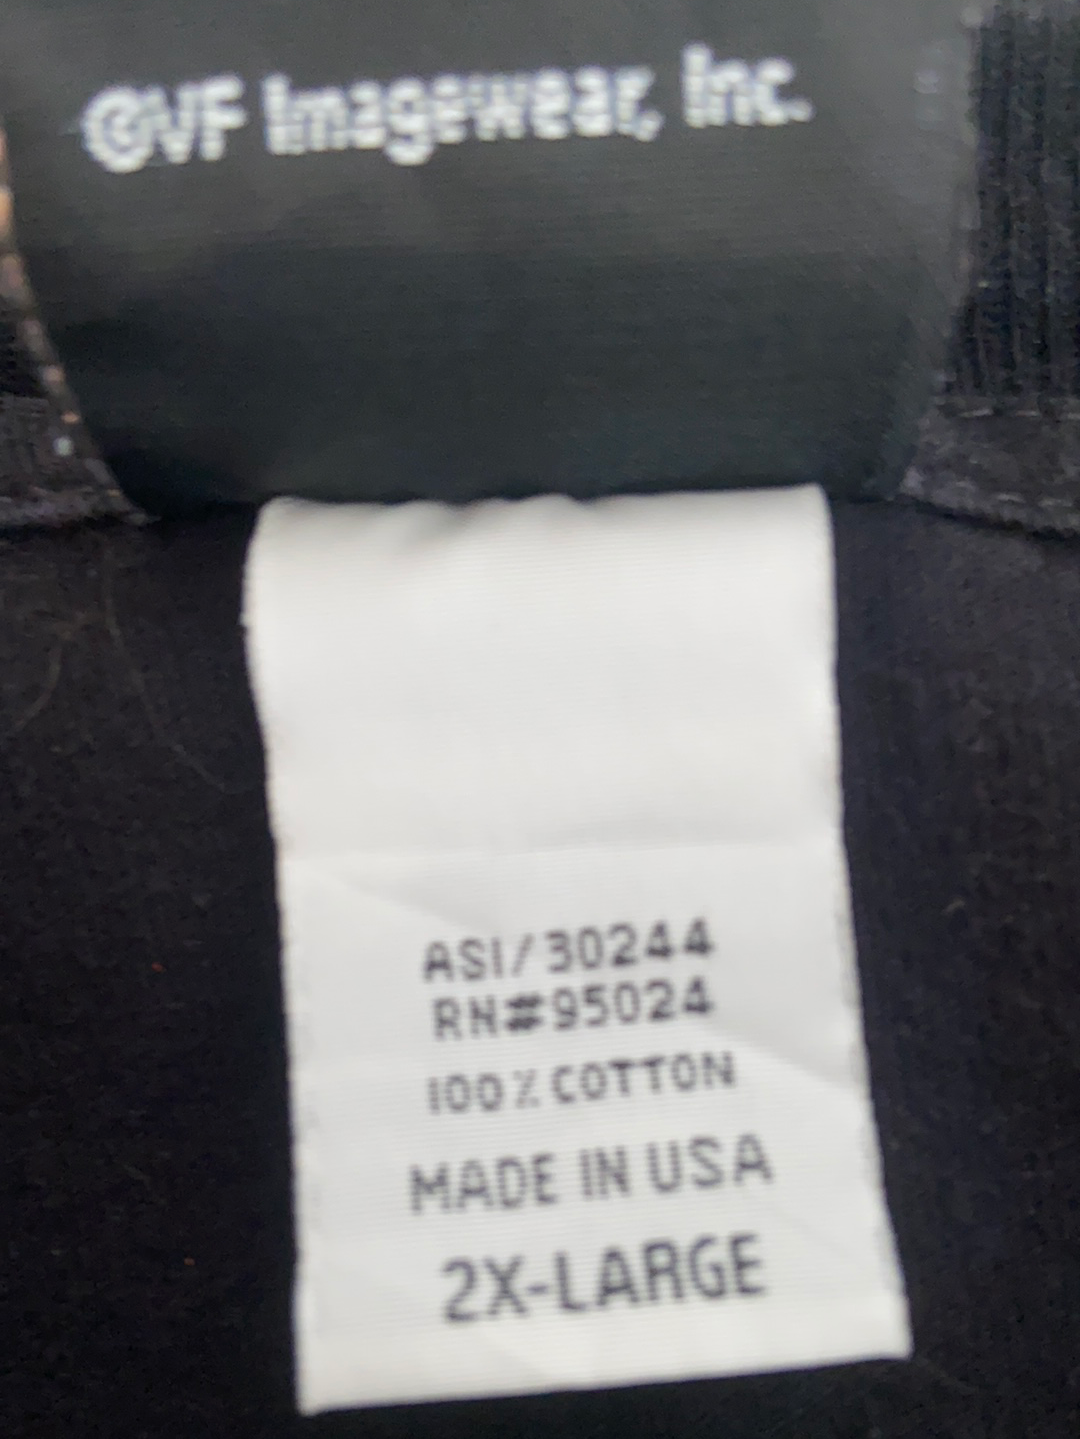 ©VF Imagewear, Inc.
ASI/30244
RN#95024
100% COTTON
MADE IN USA
2X-LARGE